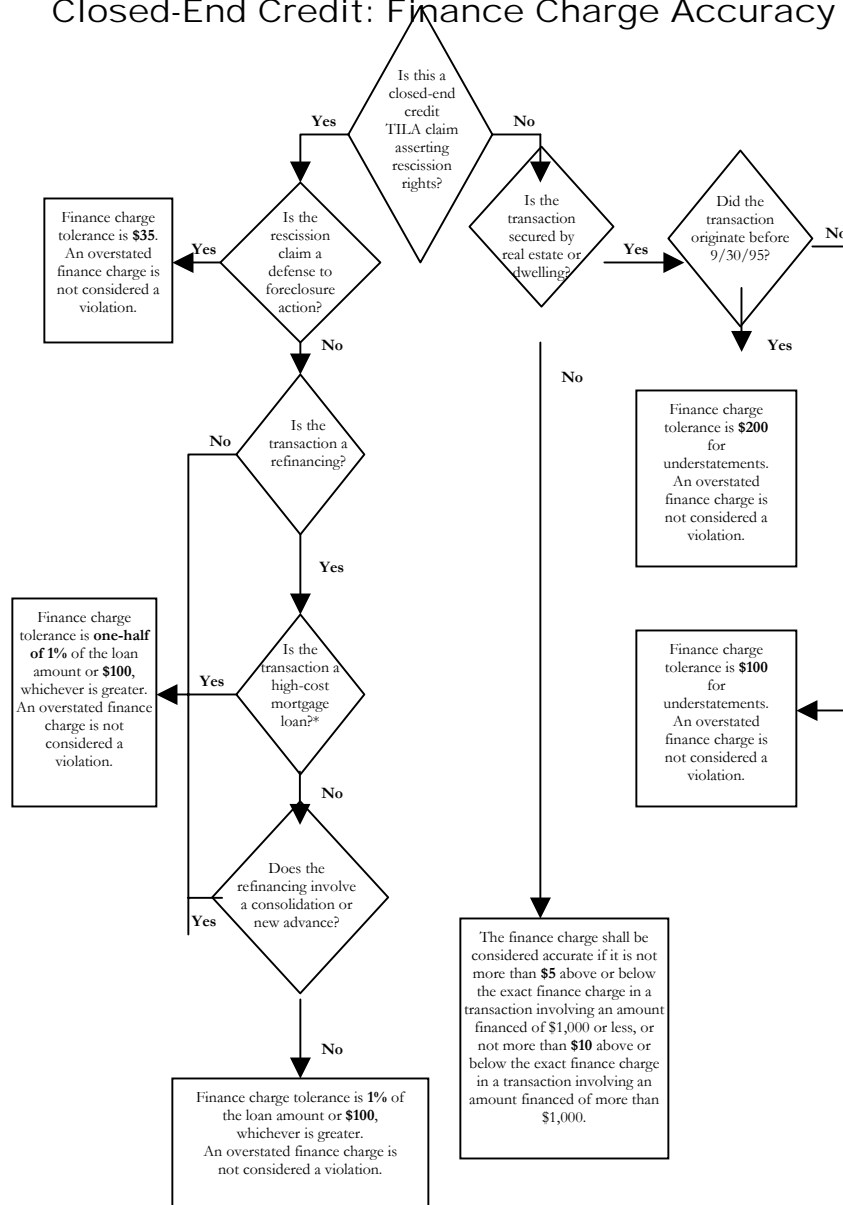 Closed-End Credit: Finance Charge Accuracy
Is this a
closed-end
credit
TILA claim
asserting
rescission
rights?
Yes
No
Is the
rescission
claim a
defense to
foreclosure
action?
Yes
Finance charge
tolerance is $35.
An overstated
finance charge is
not considered a
violation.
No
Is the
transaction
secured by
real estate or
dwelling?
Yes
No
Did the
transaction
originate before
9/30/95?
No
Yes
Finance charge
tolerance is $200
for
understatements.
An overstated
finance charge is
not considered a
violation.
Finance charge
tolerance is $100
for
understatements.
An overstated
finance charge is
not considered a
violation.
Is the
transaction a
refinancing?
No
Yes
Is the
transaction a
high-cost
mortgage
loan?*
Yes
Finance charge
tolerance is one-half
of 1% of the loan
amount or $100,
whichever is greater.
An overstated finance
charge is not
considered a
violation.
No
Does the
refinancing involve
a consolidation or
new advance?
Yes
No
Finance charge tolerance is 1% of
the loan amount or $100,
whichever is greater.
An overstated finance charge is
not considered a violation.
The finance charge shall be
considered accurate if it is not
more than $5 above or below
the exact finance charge in a
transaction involving an amount
financed of $1,000 or less, or
not more than $10 above or
below the exact finance charge
in a transaction involving an
amount financed of more than
$1,000.